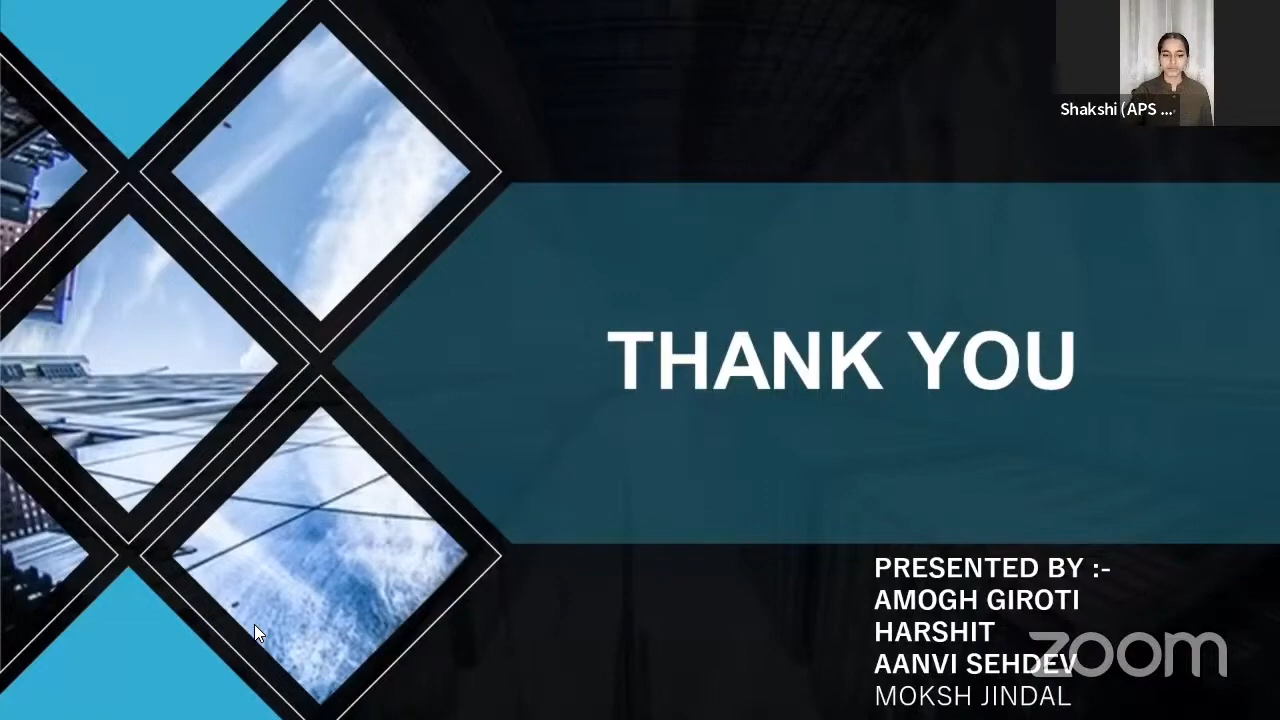 Shakshi (APS ...
THANK YOU
PRESENTED BY :-
AMOGH GIROTI
HARSHIT
AANVI SEHDEV
MOKSH JINDAL
zoom